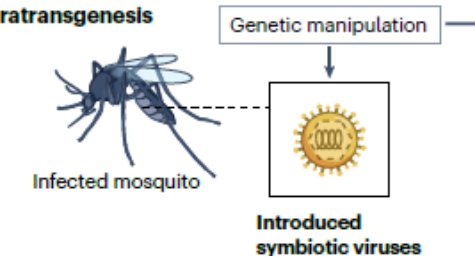 ratransgenesis
Genetic manipulation
Infected mosquito
Introduced
symbiotic viruses